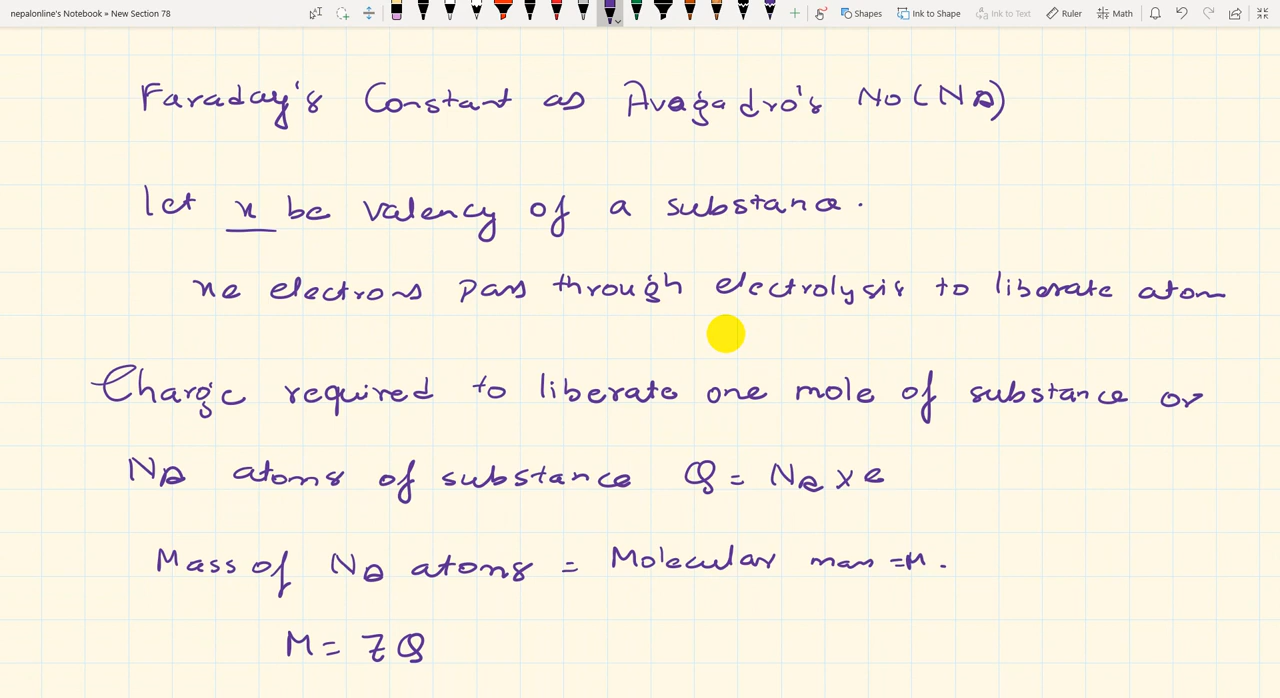 nepalonline's Notebook » New Section 78
Shapes Ink to Shape Ink to Text Ruler Math
Faraday's Constant as Avagadro's No (NA)
let x be valency of a substance.
xe electrons pass through electrolysis to liberate atom
Charge required to liberate one mole of substance or
NA atoms of substance Q = NA x e
Mass of NA atoms = Molecular mass = M.
M = ZQ